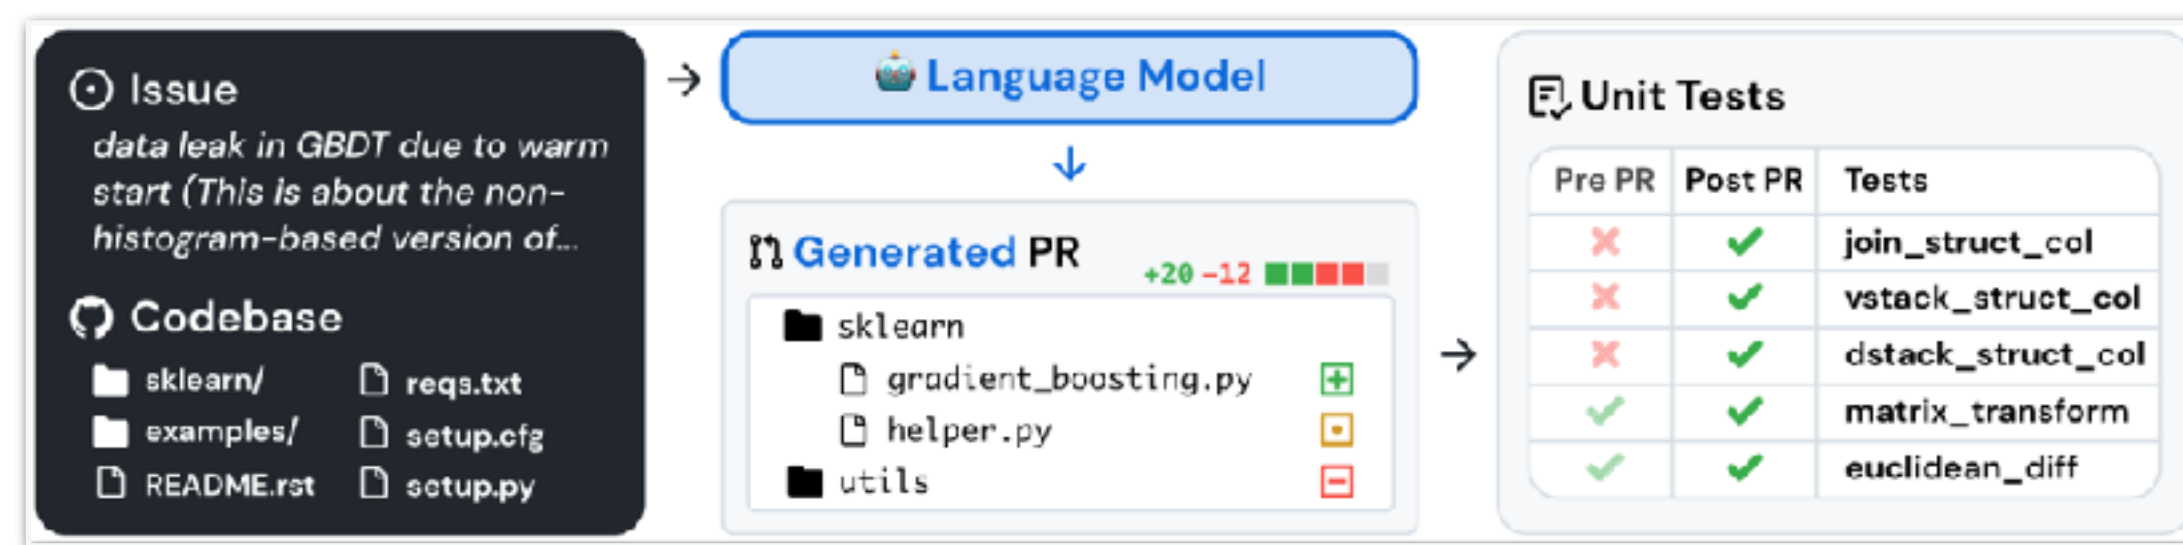 Issue
data leak in GBDT due to warm
start (This is about the non-
histogram-based version of...
Codebase
sklearn/
reqs.txt
examples/
setup.cfg
README.rst
setup.py
Language Model
Generated PR
+20 -12
sklearn
gradient_boosting.py
helper.py
utils
Unit Tests
Pre PR Post PR Tests
join_struct_col
vstack_struct_col
dstack_struct_col
matrix_transform
euclidean_diff